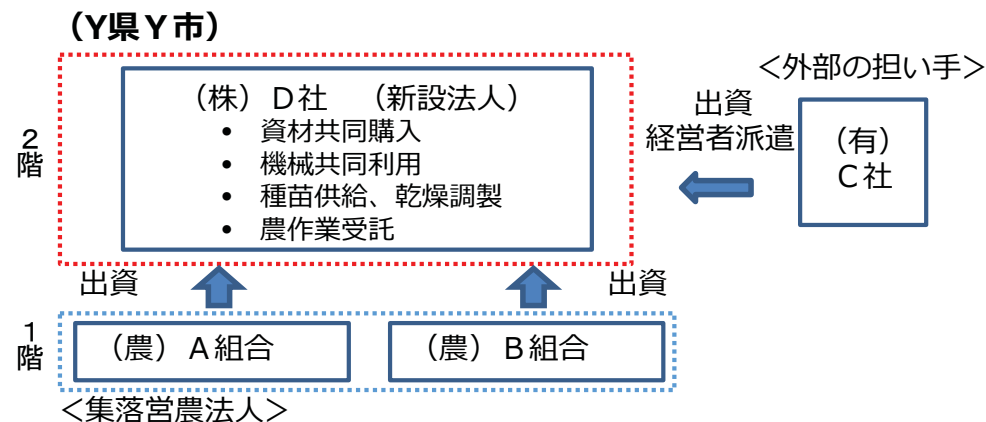 （Y県Y市）
＜外部の担い手＞
２階
（株）Ｄ社　（新設法人）
• 資材共同購入
• 機械共同利用
• 種苗供給、乾燥調製
• 農作業受託
出資
経営者派遣
（有）
Ｃ社
出資
出資
１階
（農）Ａ組合
（農）Ｂ組合
＜集落営農法人＞